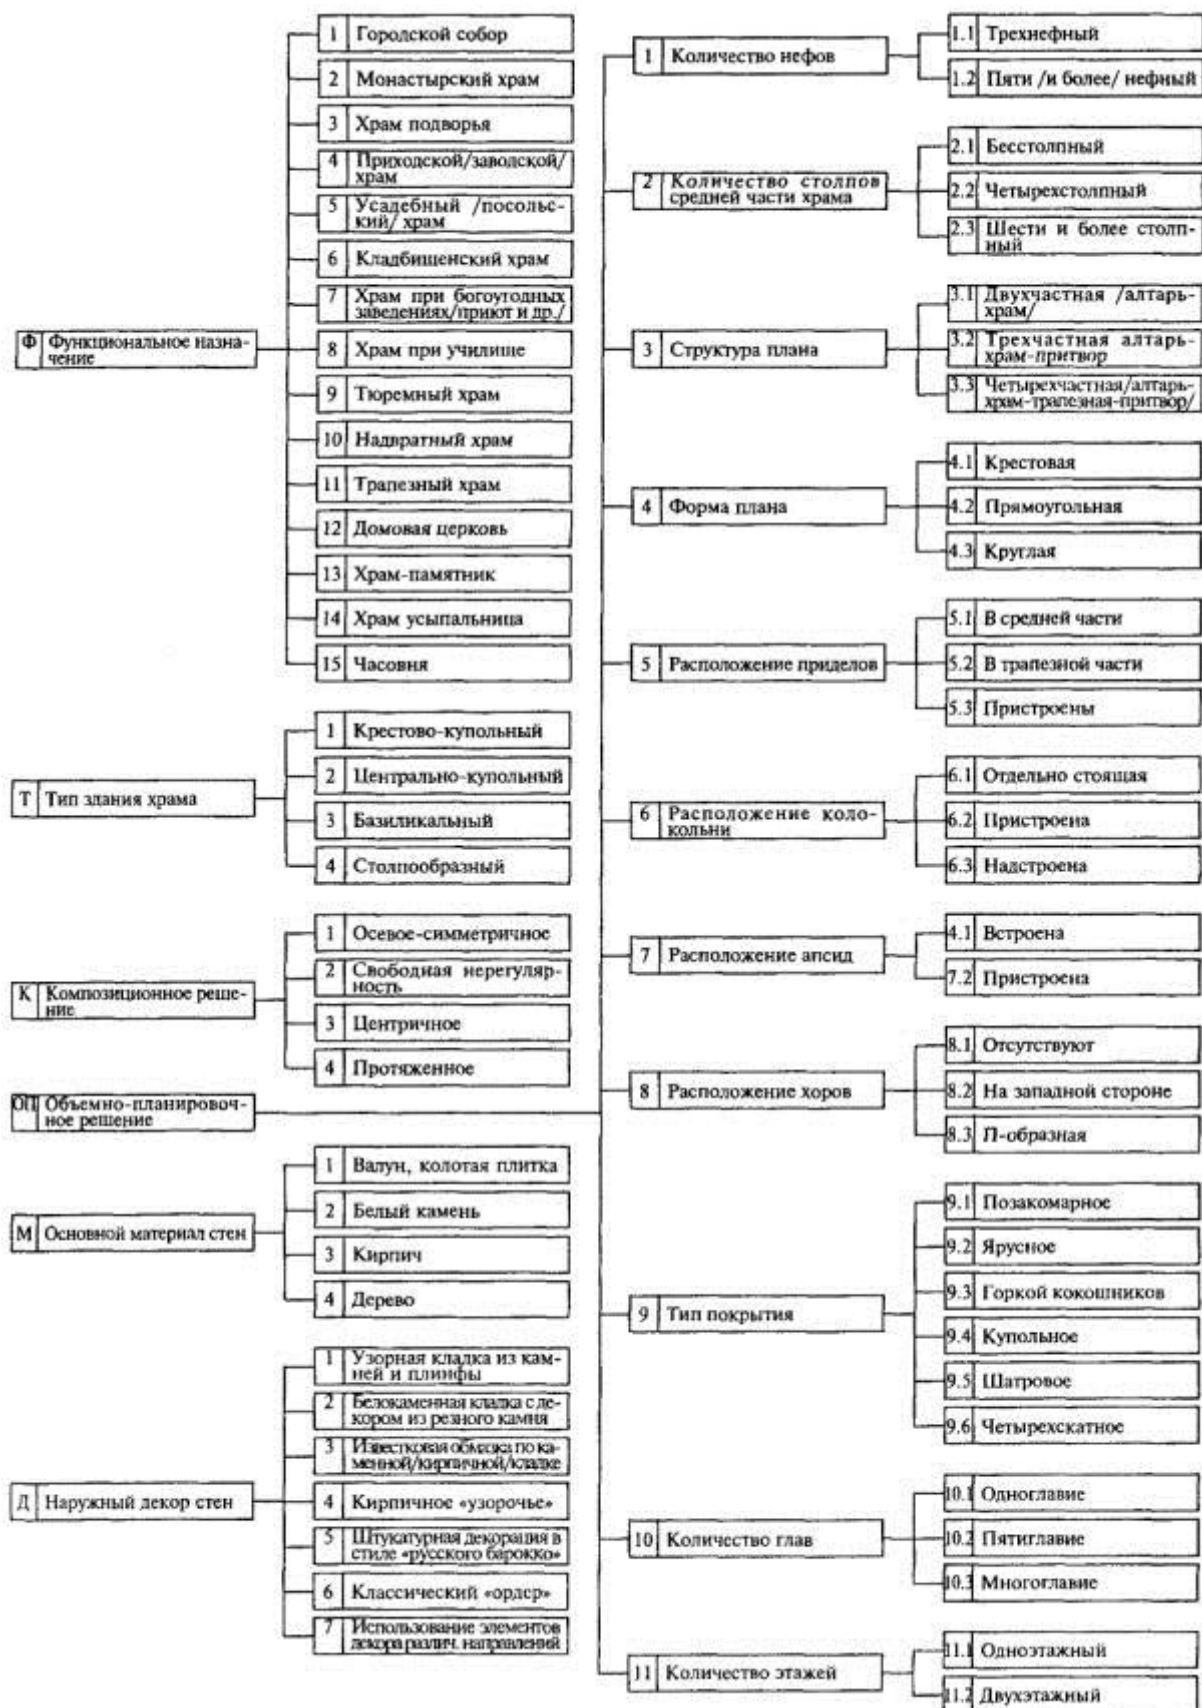 Ф Функциональное назна-
чение
1 Городской собор
2 Монастырский храм
3 Храм подворья
4 Приходской/заводской/
храм
5 Усадебный /посольс-
кий/ храм
6 Кладбищенский храм
7 Храм при богоугодных
заведениях/приют и др./
8 Храм при училище
9 Тюремный храм
10 Надвратный храм
11 Трапезный храм
12 Домовая церковь
13 Храм-памятник
14 Храм усыпальница
15 Часовня
Т Тип здания храма
1 Крестово-купольный
2 Центрально-купольный
3 Базиликальный
4 Столпообразный
К Композиционное реше-
ние
1 Осевое-симметричное
2 Свободная нерегуляр-
ность
3 Центричное
4 Протяженное
ОП Объемно-планировоч-
ное решение
М Основной материал стен
1 Валун, колотая плитка
2 Белый камень
3 Кирпич
4 Дерево
Д Наружный декор стен
1 Узорная кладка из кам-
ней и плинфы
2 Белокаменная кладка с де-
кором из резного камня
3 Известковая обмазка по ка-
менной/кирпичной/кладке
4 Кирпичное «узорочье»
5 Штукатурная декорация в
стиле «русского барокко»
6 Классический «ордер»
7 Использование элементов
декора различ. направлений
1 Количество нефов
1.1 Трехнефный
1.2 Пяти /и более/ нефный
2 Количество столпов
средней части храма
2.1 Бесстолпный
2.2 Четырехстолпный
2.3 Шести и более столп-
ный
3 Структура плана
3.1 Двухчастная /алтарь-
храм/
3.2 Трехчастная алтарь-
храм-притвор
3.3 Четырехчастная/алтарь-
храм-трапезная-притвор/
4 Форма плана
4.1 Крестовая
4.2 Прямоугольная
4.3 Круглая
5 Расположение приделов
5.1 В средней части
5.2 В трапезной части
5.3 Пристроены
6 Расположение коло-
кольни
6.1 Отдельно стоящая
6.2 Пристроена
6.3 Надстроена
7 Расположение апсид
4.1 Встроена
7.2 Пристроена
8 Расположение хоров
8.1 Отсутствуют
8.2 На западной стороне
8.3 П-образная
9 Тип покрытия
9.1 Позакомарное
9.2 Ярусное
9.3 Горкой кокошников
9.4 Купольное
9.5 Шатровое
9.6 Четырехскатное
10 Количество глав
10.1 Одноглавие
10.2 Пятиглавие
10.3 Многоглавие
11 Количество этажей
11.1 Одноэтажный
11.2 Двухэтажный